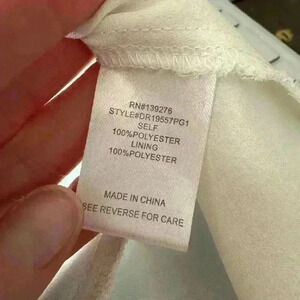 RN#139276
STYLE#DR19557PG1
SELF
100%POLYESTER
LINING
100%POLYESTER
MADE IN CHINA
SEE REVERSE FOR CARE